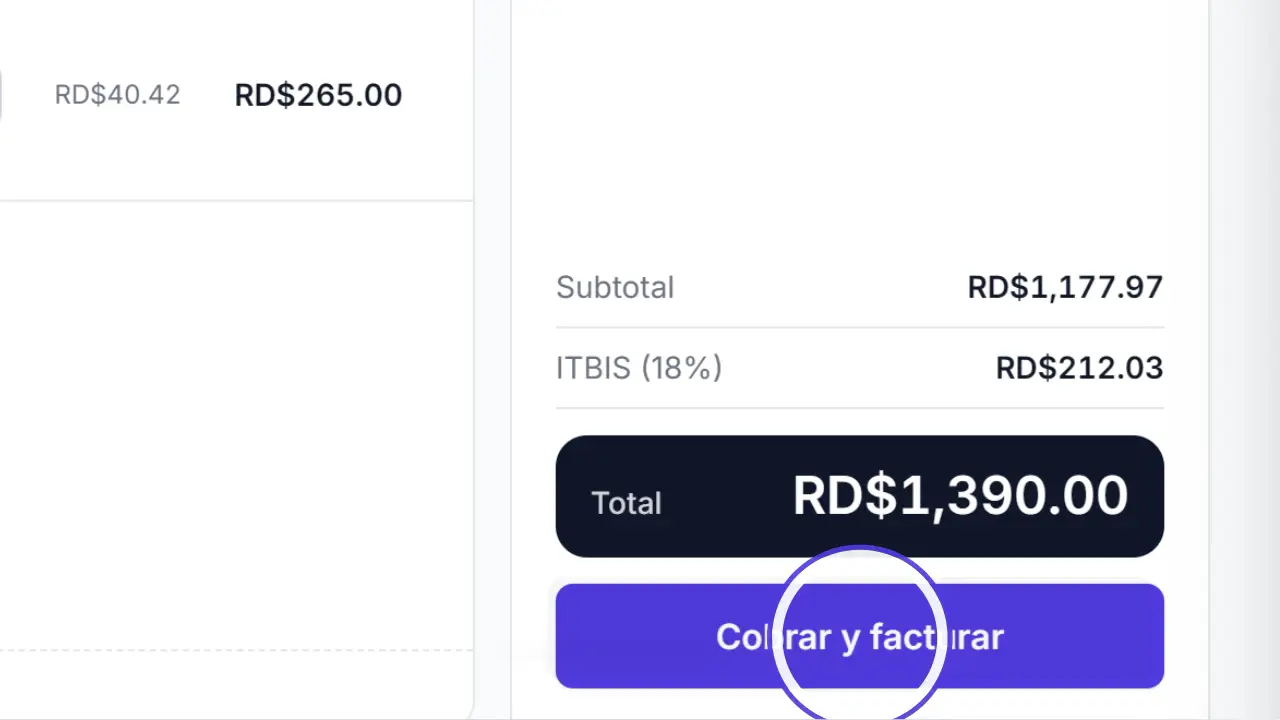 RD$40.42 RD$265.00
Subtotal RD$1,177.97
ITBIS (18%) RD$212.03
Total RD$1,390.00
Cobrar y facturar